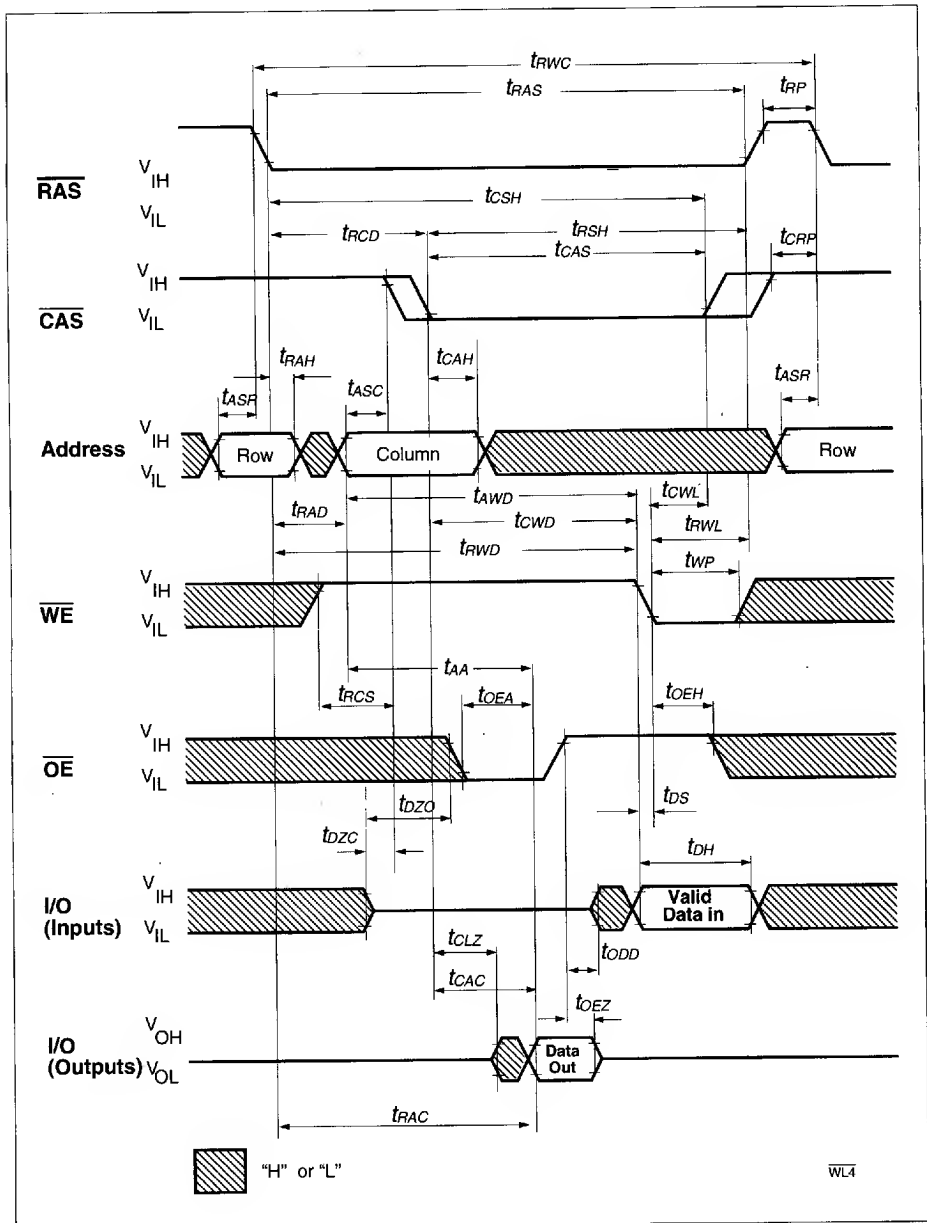 tRWC
tRAS
tRP
RAS
VIH
VIL
tCSH
tRCD
tRSH
tCAS
tCRP
CAS
VIH
VIL
tRAH
tCAH
tASR
tASC
tASR
Address
VIH
VIL
Row
Column
Row
tAWD
tCWL
tRAD
tCWD
tRWL
tRWD
tWP
WE
VIH
VIL
tAA
tRCS
tOEA
tOEH
OE
VIH
VIL
tDZO
tDS
tDZC
tDH
I/O
(Inputs)
VIH
VIL
Valid
Data in
tCLZ
tODD
tCAC
tOEZ
I/O
(Outputs)
VOH
VOL
Data
Out
tRAC
"H" or "L"
WL4